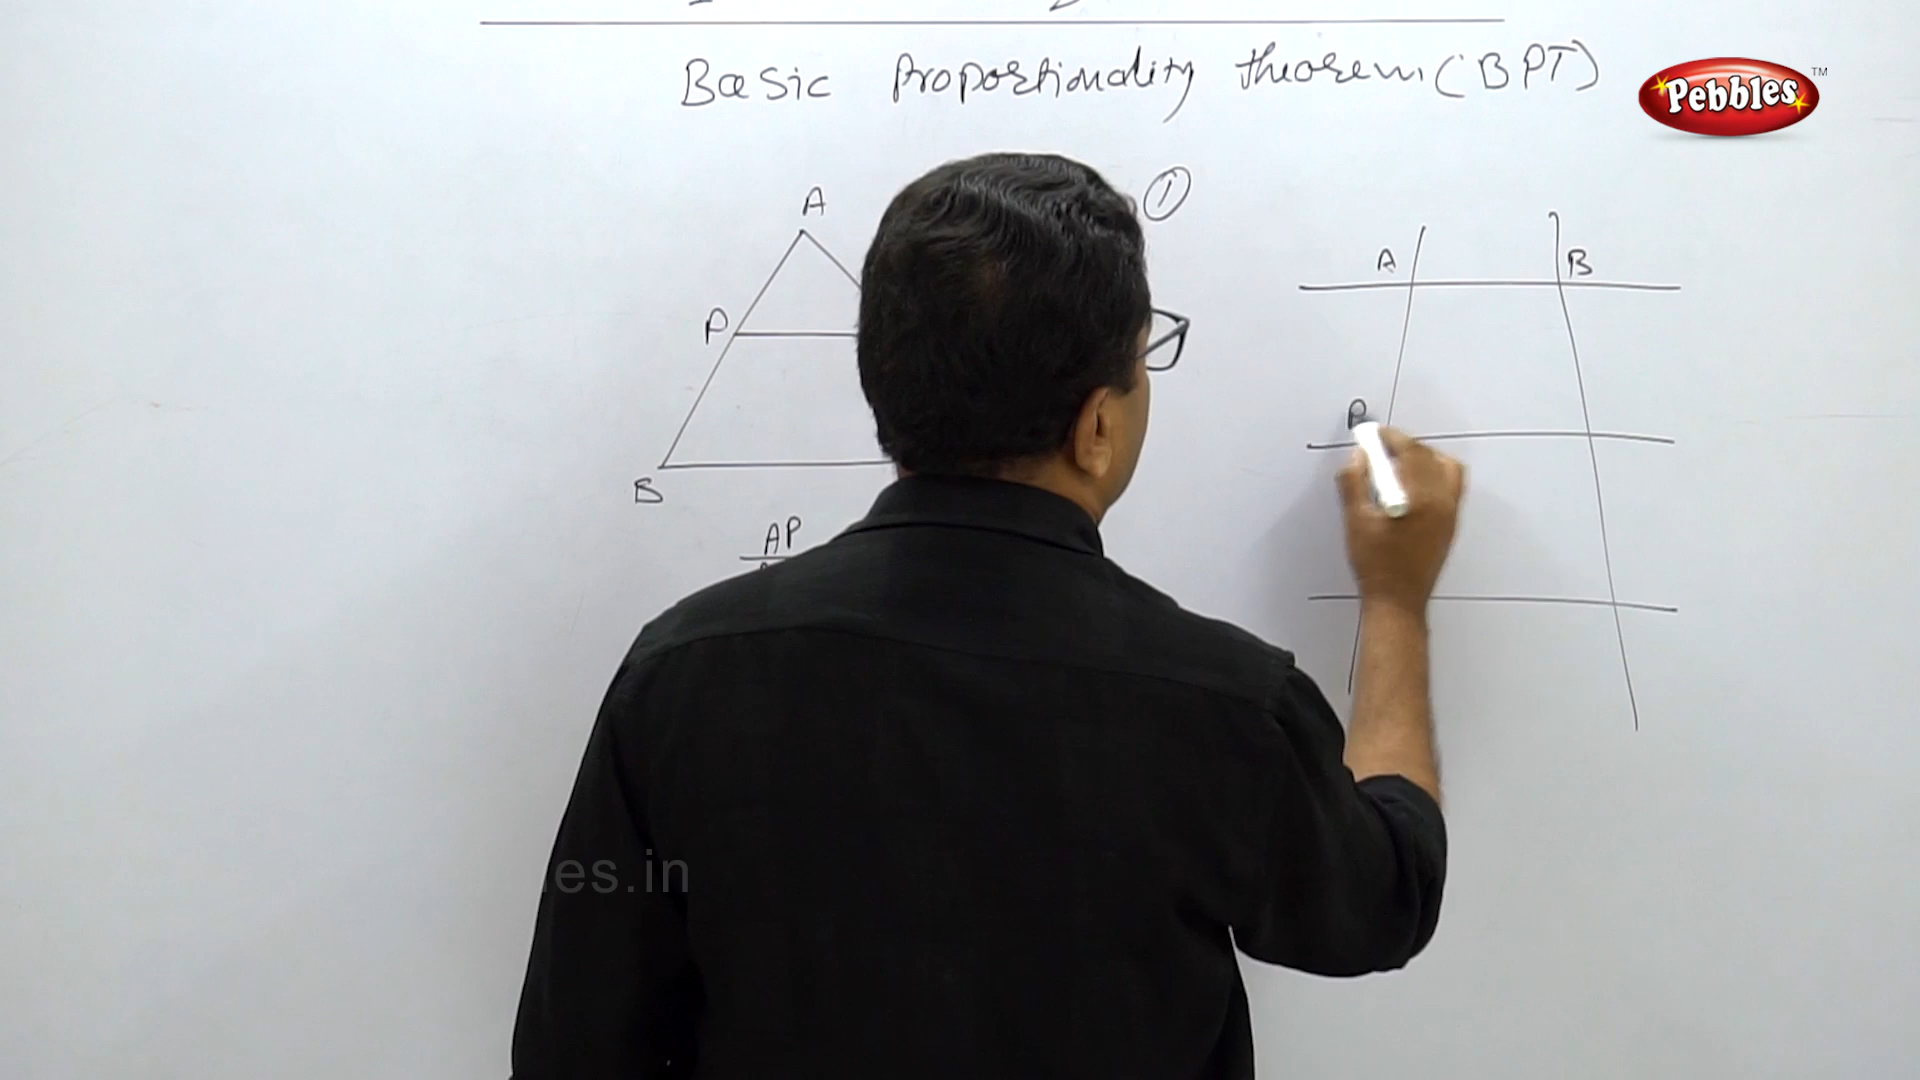 Basic Proportionality theorem (BPT)
Pebbles TM
A
1
A B
P
P
B
AP
es.in